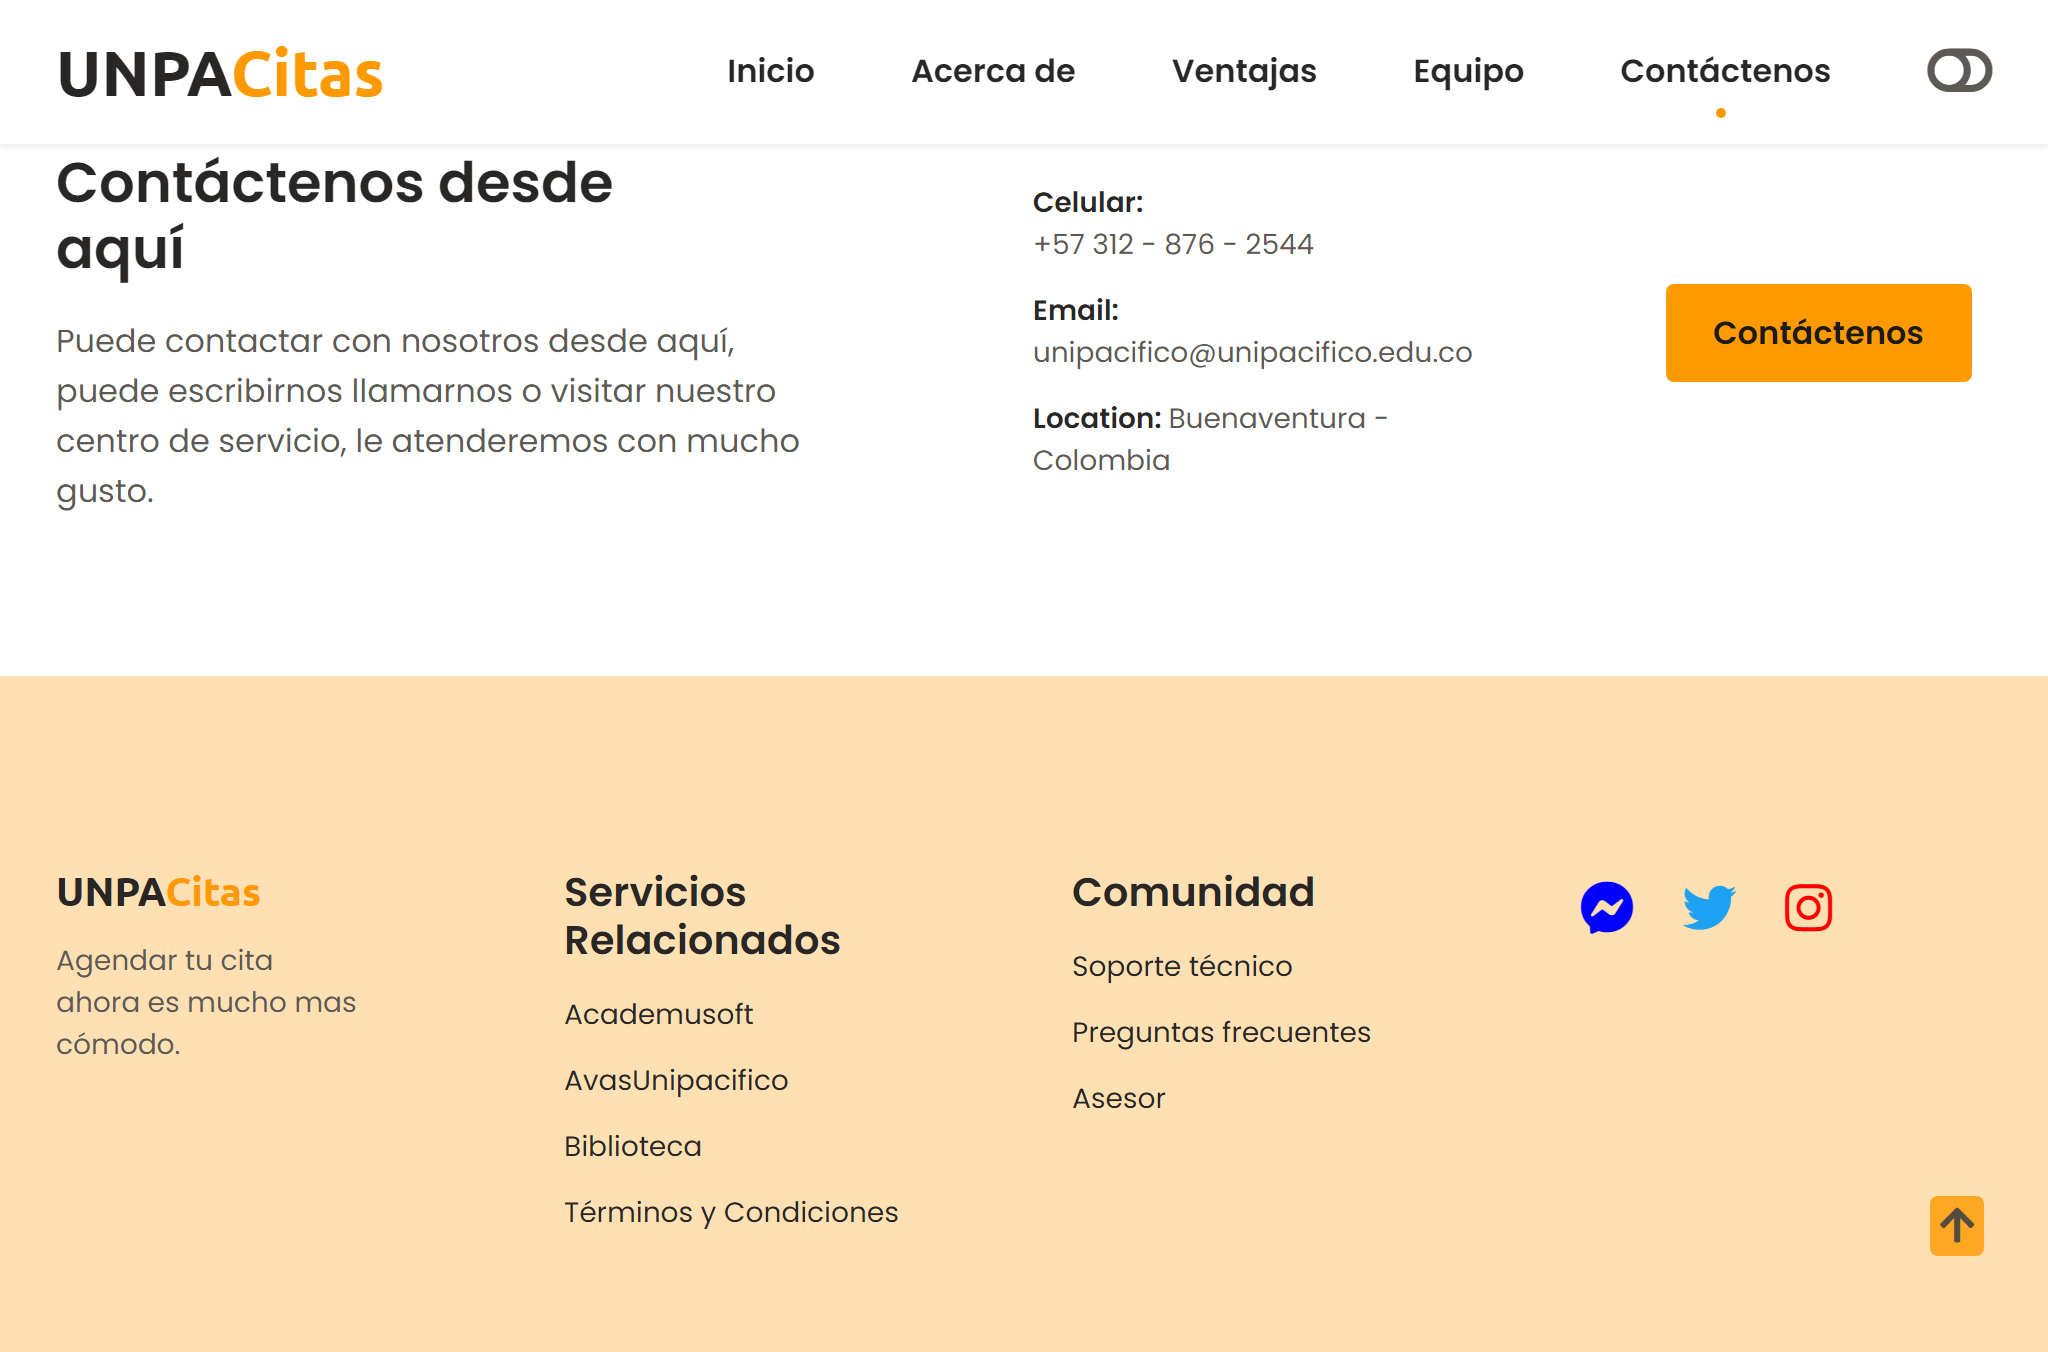 UNPACitas
Inicio
Acerca de
Ventajas
Equipo
Contáctenos
Contáctenos desde
aquí
Puede contactar con nosotros desde aquí,
puede escribirnos llamarnos o visitar nuestro
centro de servicio, le atenderemos con mucho
gusto.
Celular:
+57 312 - 876 - 2544
Email:
unipacifico@unipacifico.edu.co
Location: Buenaventura -
Colombia
Contáctenos
UNPACitas
Agendar tu cita
ahora es mucho mas
cómodo.
Servicios
Relacionados
Academusoft
AvasUnipacifico
Biblioteca
Términos y Condiciones
Comunidad
Soporte técnico
Preguntas frecuentes
Asesor